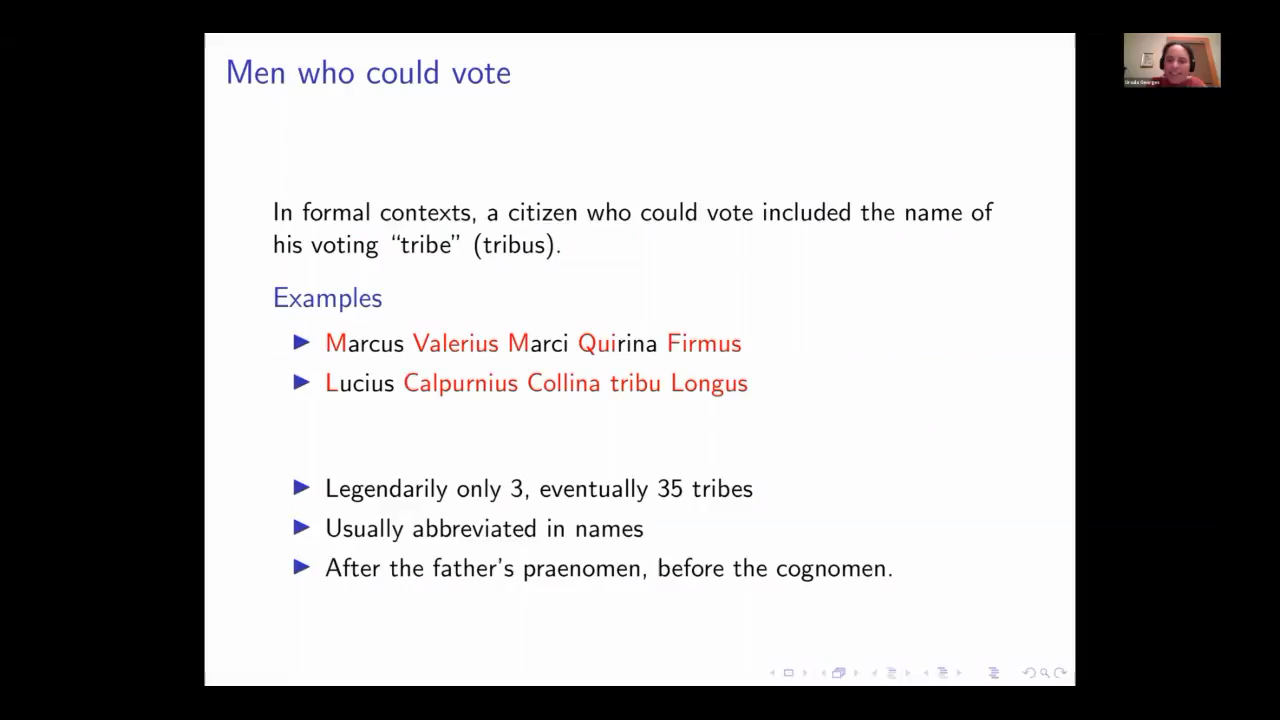 Men who could vote
In formal contexts, a citizen who could vote included the name of
his voting “tribe” (tribus).
Examples
Marcus Valerius Marci Quirina Firmus
Lucius Calpurnius Collina tribu Longus
Legendarily only 3, eventually 35 tribes
Usually abbreviated in names
After the father’s praenomen, before the cognomen.
Ursula Georges